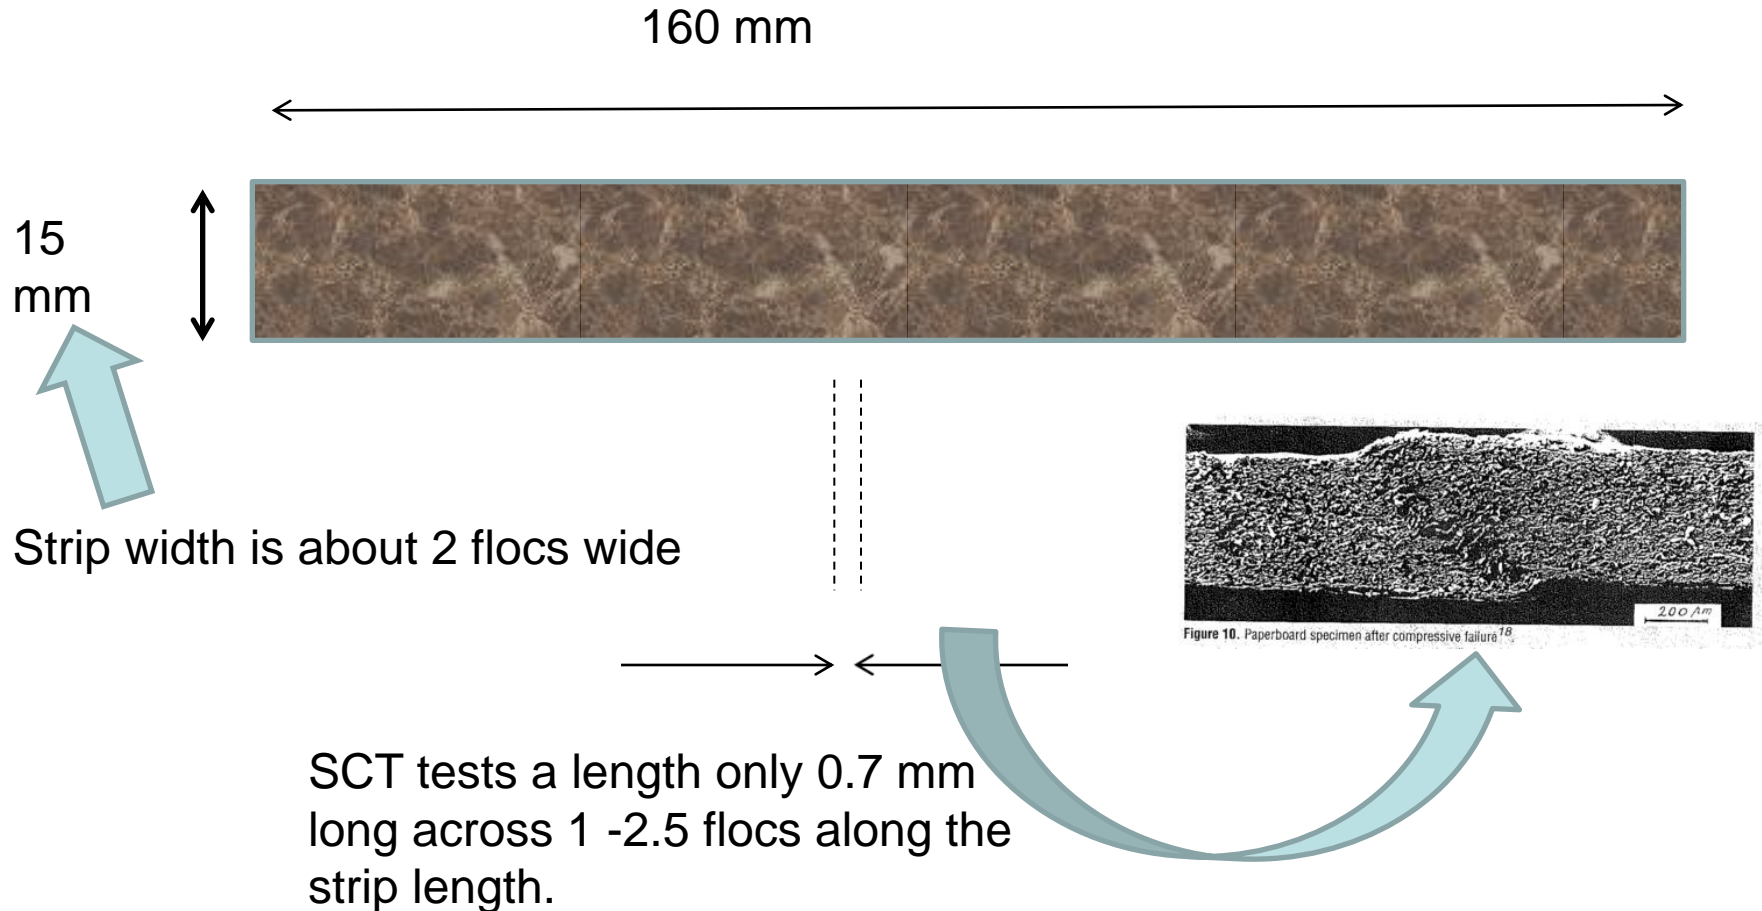 160 mm
15
mm
Strip width is about 2 flocs wide
200 µm
Figure 10. Paperboard specimen after compressive failure18.
SCT tests a length only 0.7 mm
long across 1 -2.5 flocs along the
strip length.